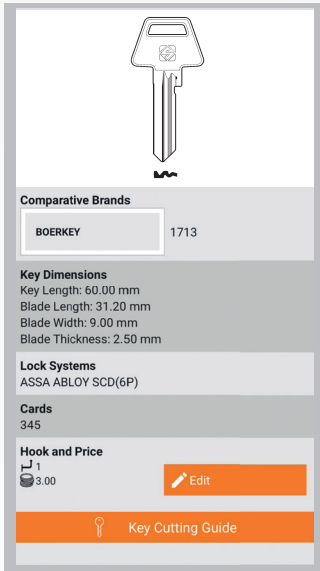 Comparative Brands
BOERKEY 1713
Key Dimensions
Key Length: 60.00 mm
Blade Length: 31.20 mm
Blade Width: 9.00 mm
Blade Thickness: 2.50 mm
Lock Systems
ASSA ABLOY SCD(6P)
Cards
345
Hook and Price
1
3.00
Edit
Key Cutting Guide